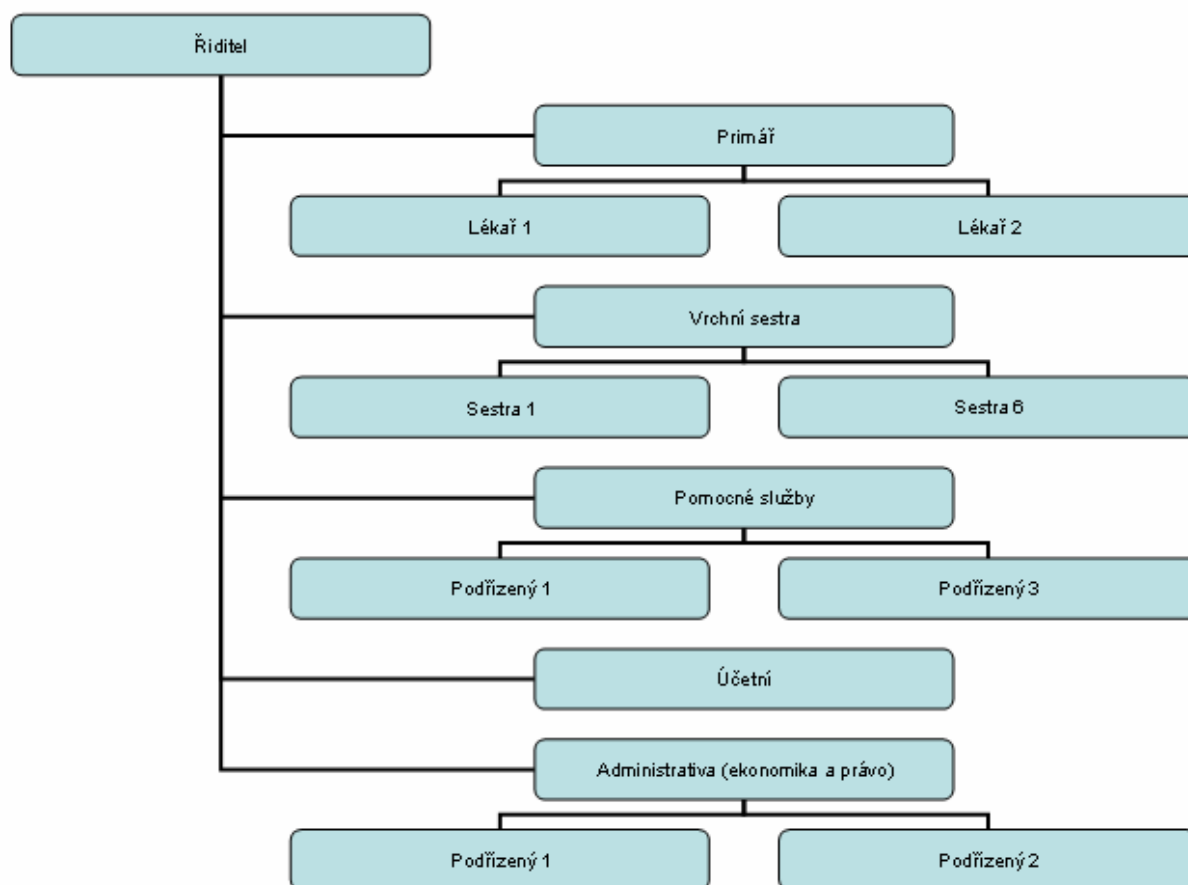 Řiditel
Primář
Lékař 1
Lékař 2
Vrchní sestra
Sestra 1
Sestra 6
Pomocné služby
Podřízený 1
Podřízený 3
Účetní
Administrativa (ekonomika a právo)
Podřízený 1
Podřízený 2